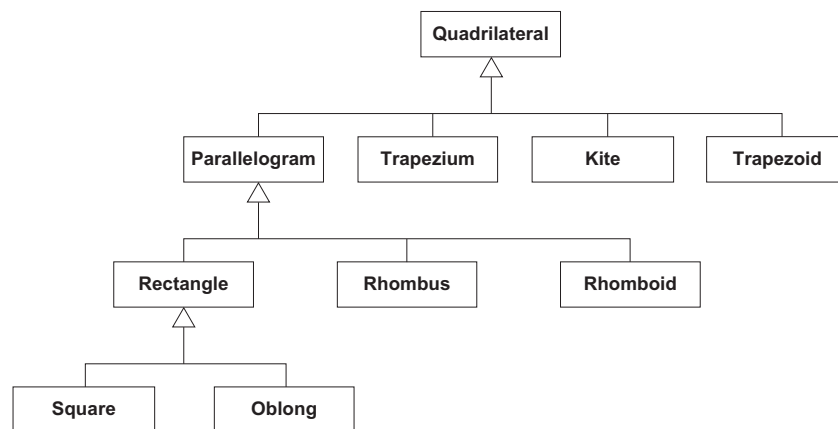 Quadrilateral
Parallelogram
Trapezium
Kite
Trapezoid
Rectangle
Rhombus
Rhomboid
Square
Oblong